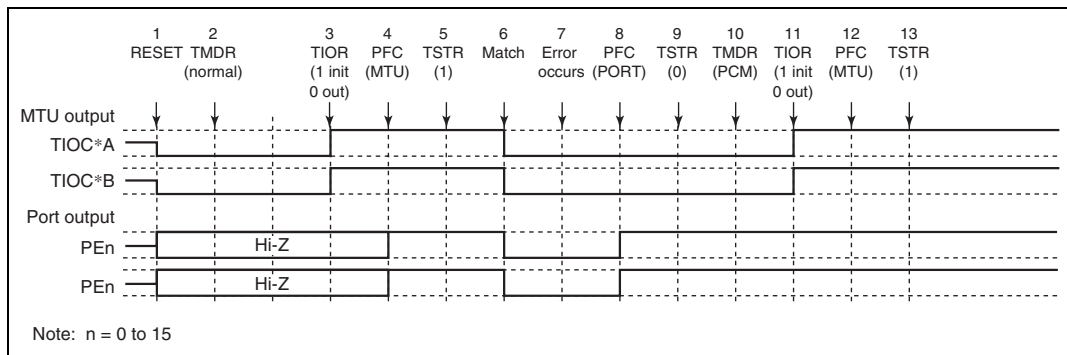 1 2 3 4 5 6 7 8 9 10 11 12 13
RESET TMDR TIOR PFC TSTR Match Error PFC TSTR TMDR TIOR PFC TSTR
(normal) (1 init (MTU) (1) occurs (PORT) (0) (PCM) (1 init (MTU) (1)
0 out) 0 out)
MTU output
TIOC*A
TIOC*B
Port output
PEn Hi-Z
PEn Hi-Z
Note: n = 0 to 15